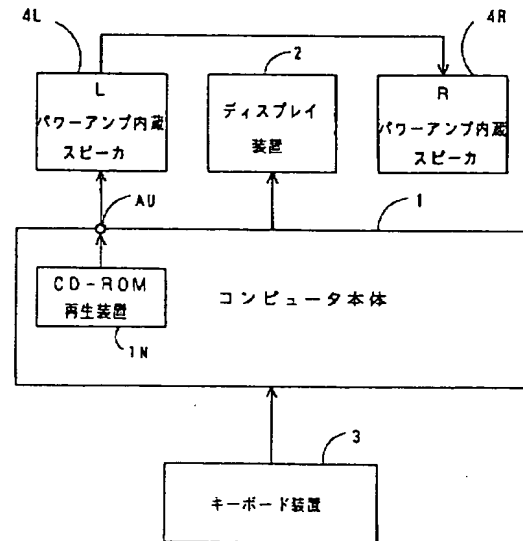 4L
4R
L
パワーアンプ内蔵
スピーカ
2
ディスプレイ
装置
R
パワーアンプ内蔵
スピーカ
AU
1
CD-ROM
再生装置
1N
コンピュータ本体
3
キーボード装置